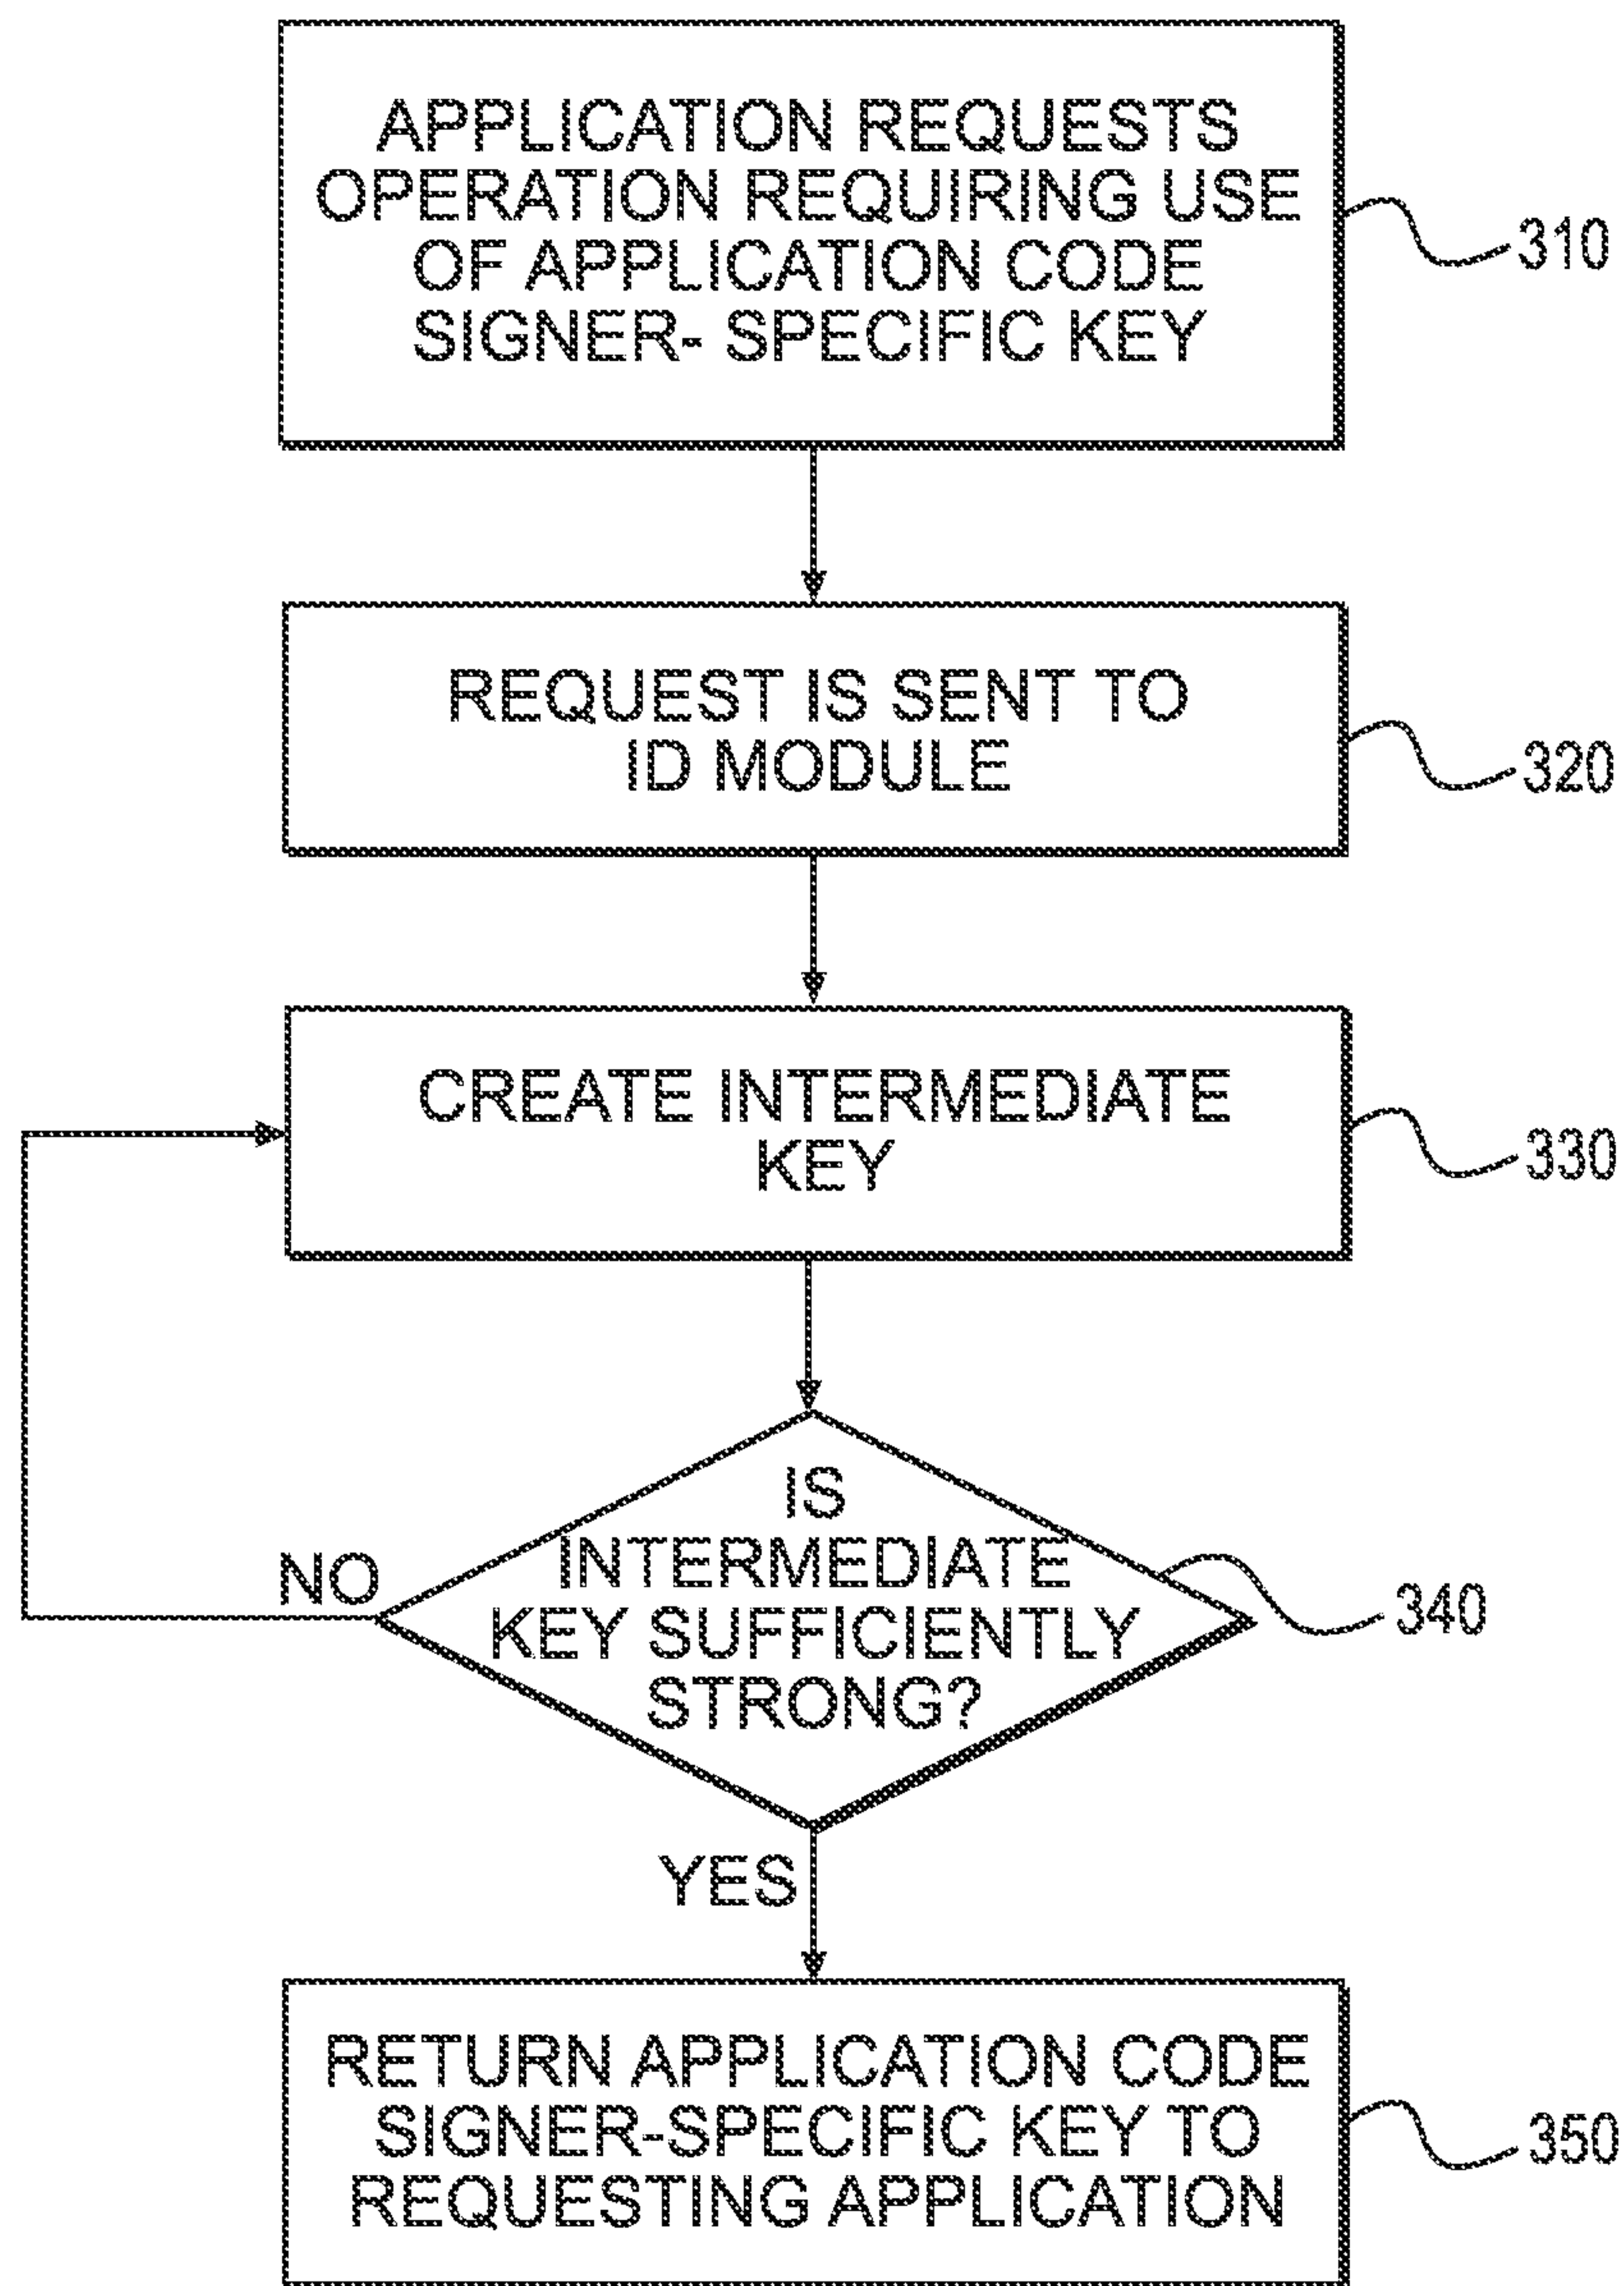 APPLICATION REQUESTS
OPERATION REQUIRING USE
OF APPLICATION CODE
SIGNER- SPECIFIC KEY
310
REQUEST IS SENT TO
ID MODULE
320
CREATE INTERMEDIATE
KEY
330
IS
INTERMEDIATE
KEY SUFFICIENTLY
STRONG?
340
NO
YES
RETURN APPLICATION CODE
SIGNER-SPECIFIC KEY TO
REQUESTING APPLICATION
350